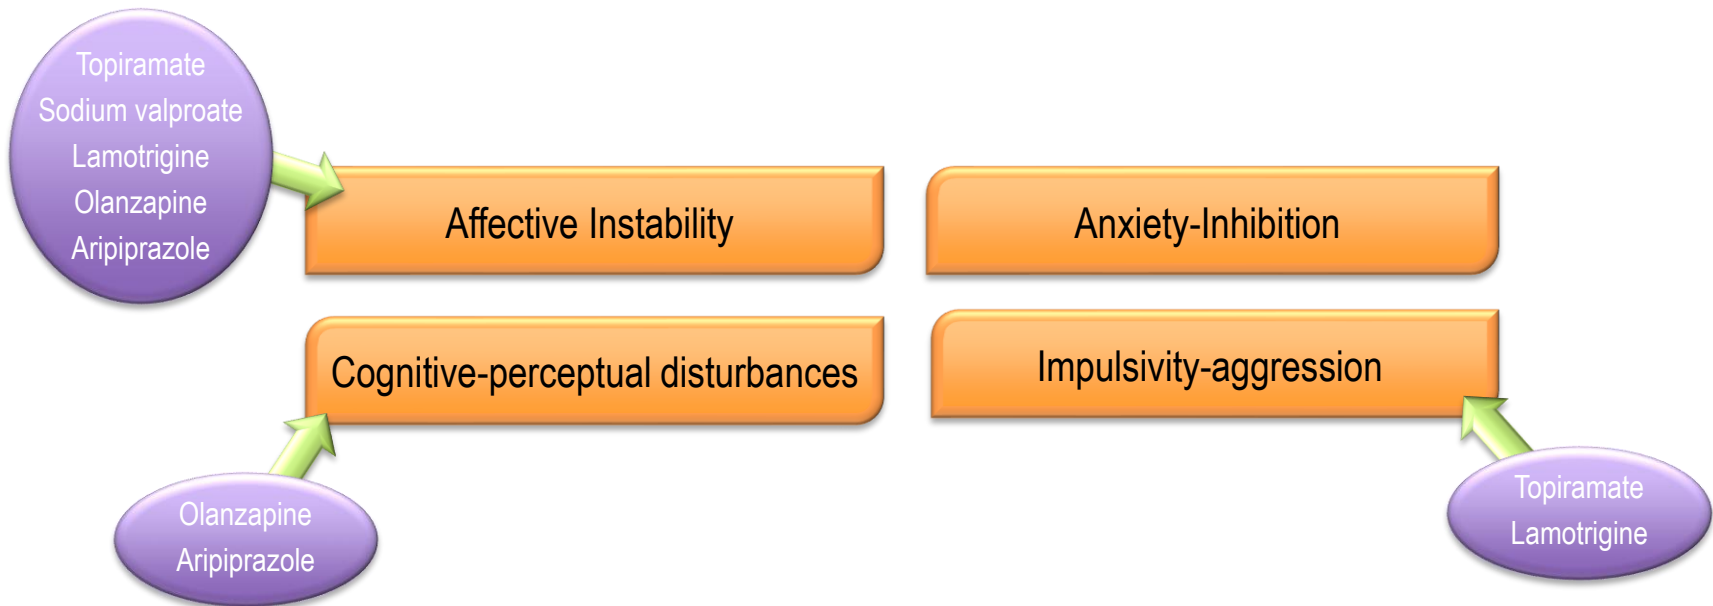 Topiramate
Sodium valproate
Lamotrigine
Olanzapine
Aripiprazole
Affective Instability
Anxiety-Inhibition
Cognitive-perceptual disturbances
Impulsivity-aggression
Olanzapine
Aripiprazole
Topiramate
Lamotrigine